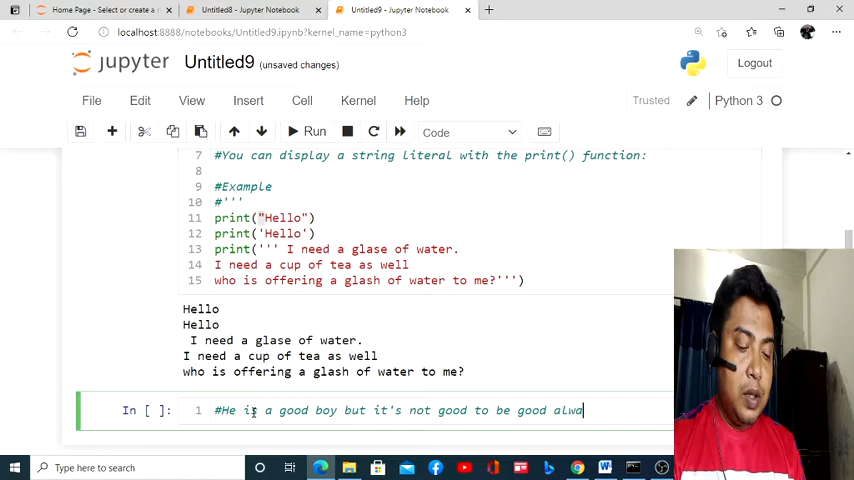 Home Page - Select or create a n
Untitled8 - Jupyter Notebook
Untitled9 - Jupyter Notebook
localhost:8888/notebooks/Untitled9.ipynb?kernel_name=python3
jupyter Untitled9 (unsaved changes)
Logout
File Edit View Insert Cell Kernel Help
Trusted
Python 3
Run
Code
7 #You can display a string literal with the print() function:
8
9 #Example
10 #'''
11 print("Hello")
12 print('Hello')
13 print(''' I need a glase of water.
14 I need a cup of tea as well
15 who is offering a glash of water to me?''')
Hello
Hello
I need a glase of water.
I need a cup of tea as well
who is offering a glash of water to me?
In [ ]: 1 #He is a good boy but it's not good to be good alwa
Type here to search